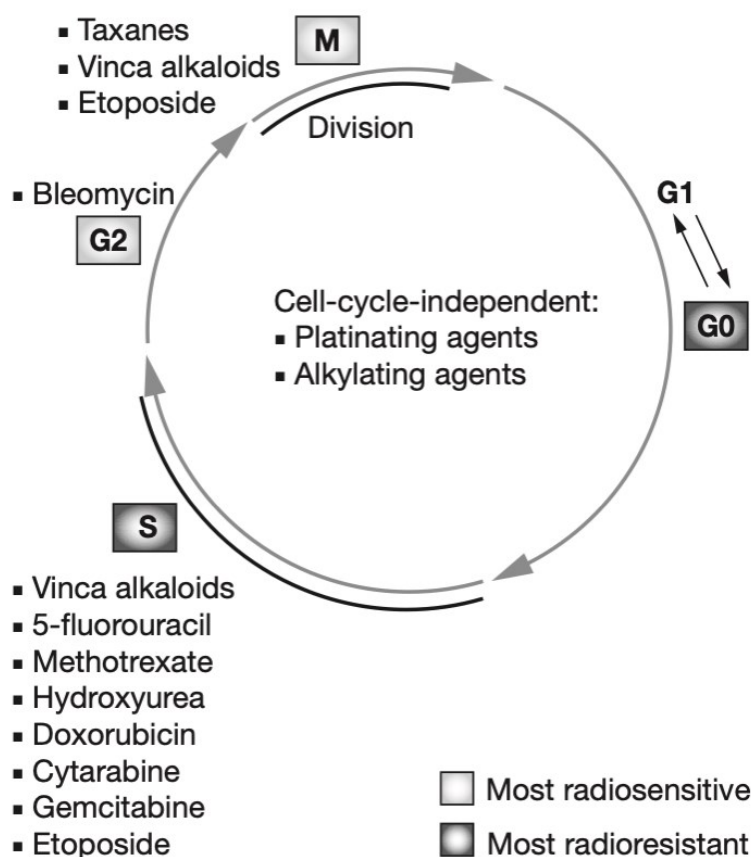 ▪ Taxanes
▪ Vinca alkaloids
▪ Etoposide
M
Division
▪ Bleomycin
G2
G1
G0
Cell-cycle-independent:
▪ Platinating agents
▪ Alkylating agents
S
▪ Vinca alkaloids
▪ 5-fluorouracil
▪ Methotrexate
▪ Hydroxyurea
▪ Doxorubicin
▪ Cytarabine
▪ Gemcitabine
▪ Etoposide
Most radiosensitive
Most radioresistant